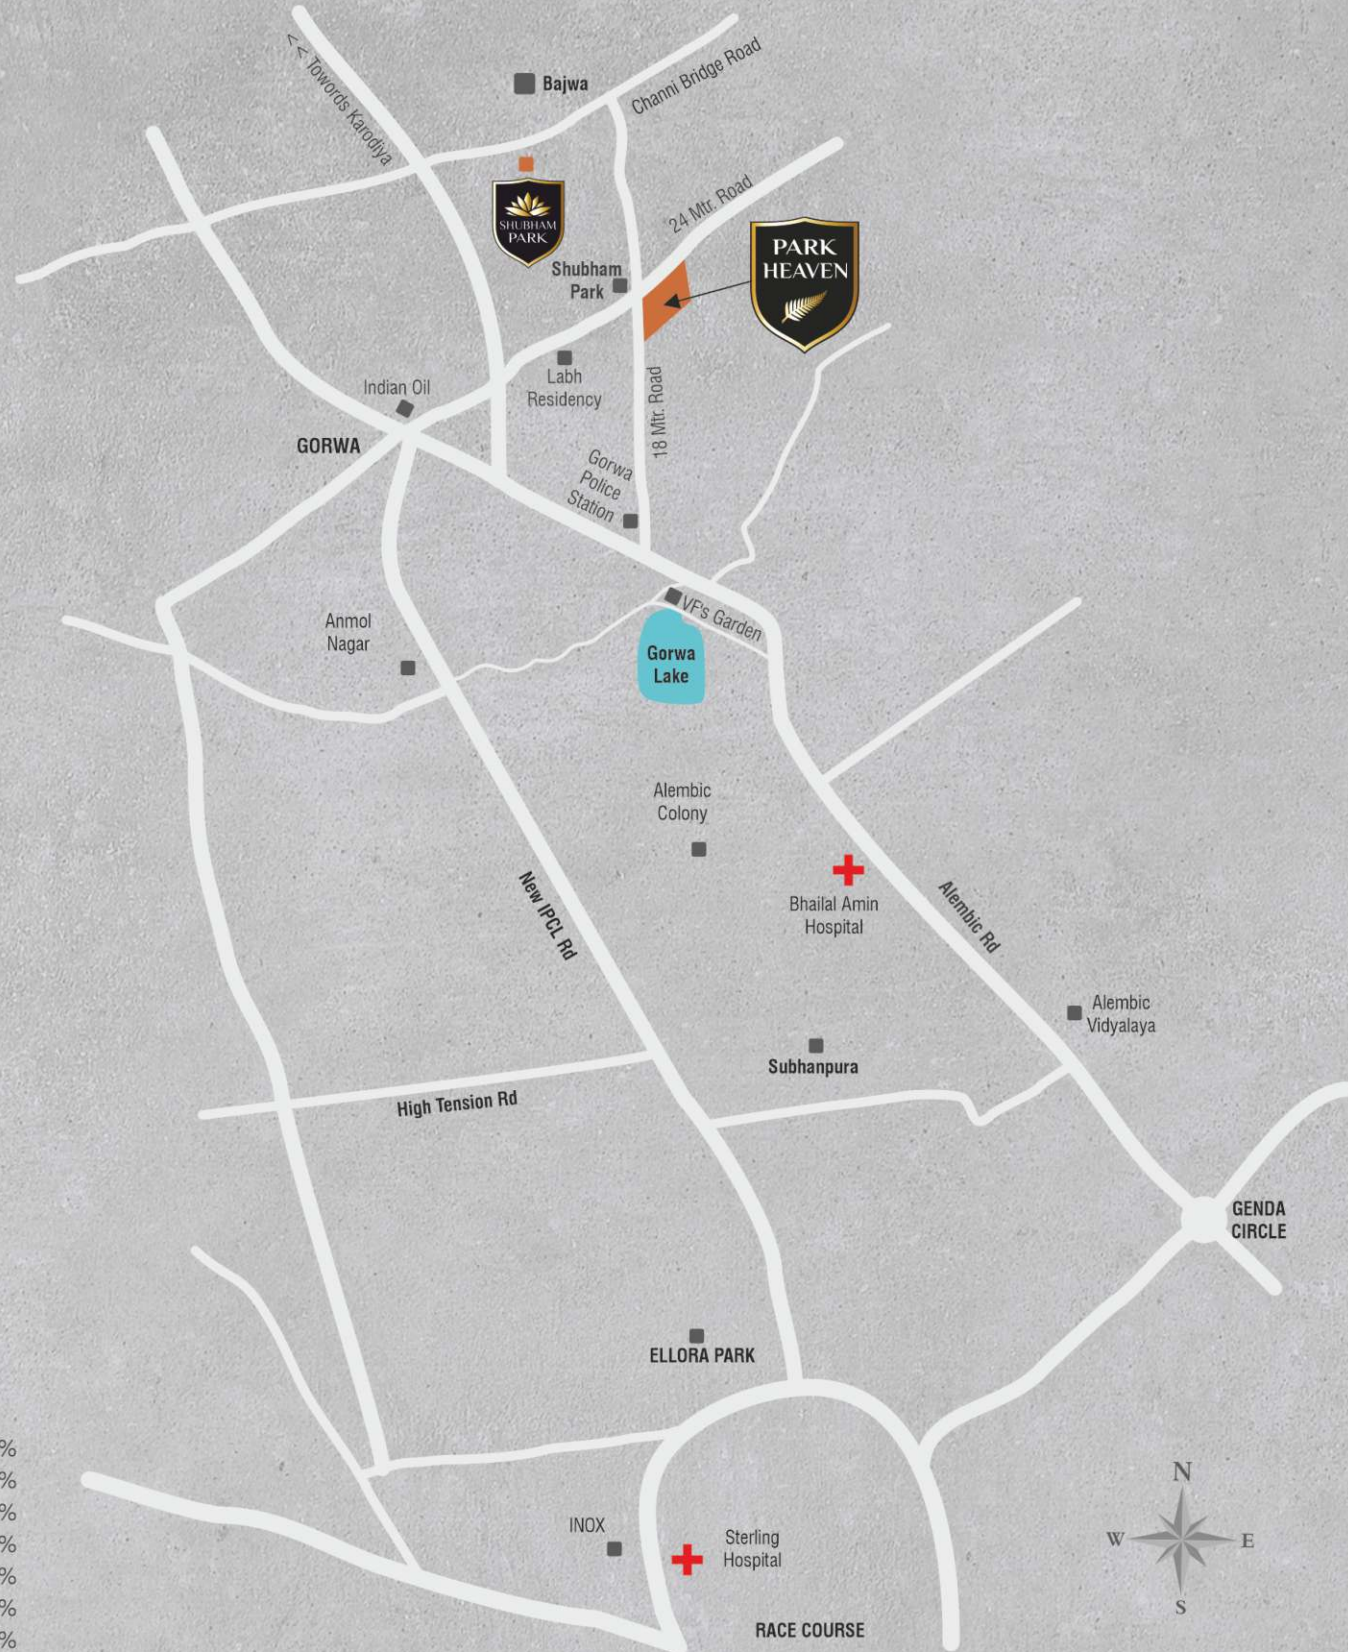 << Towords Karodiya
Bajwa
Channi Bridge Road
SHUBHAM
PARK
24 Mtr. Road
PARK
HEAVEN
Shubham
Park
Labh
Residency
18 Mtr. Road
Indian Oil
GORWA
Gorwa
Police
Station
VF's Garden
Gorwa
Lake
Anmol
Nagar
Alembic
Colony
Bhailal Amin
Hospital
New IPCL Rd
Alembic Rd
Alembic
Vidyalaya
Subhanpura
High Tension Rd
GENDA
CIRCLE
ELLORA PARK
%
%
%
%
%
%
%
INOX
Sterling
Hospital
RACE COURSE
N
W
E
S